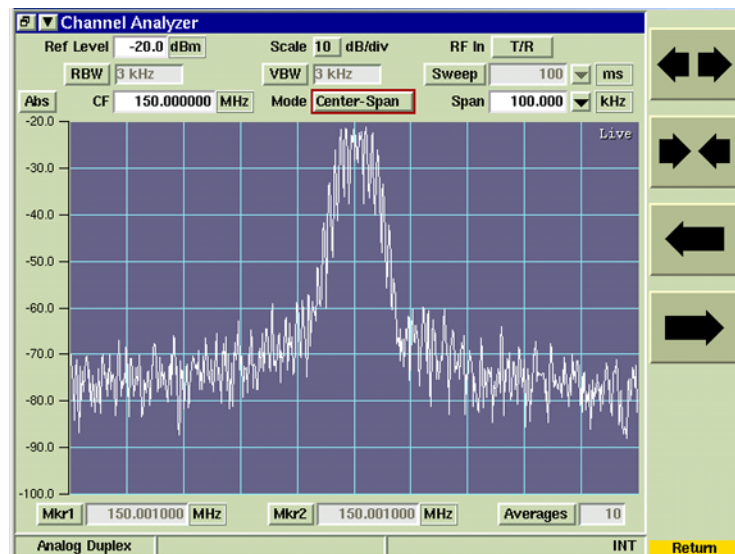 Channel Analyzer
Ref Level -20.0 dBm Scale 10 dB/div RF In T/R
RBW 3 kHz VBW 3 kHz Sweep 100 ms
Abs CF 150.000000 MHz Mode Center-Span Span 100.000 kHz
-20.0
Live
-30.0
-40.0
-50.0
-60.0
-70.0
-80.0
-90.0
-100.0
Mkr1 150.001000 MHz Mkr2 150.001000 MHz Averages 10
Analog Duplex INT Return